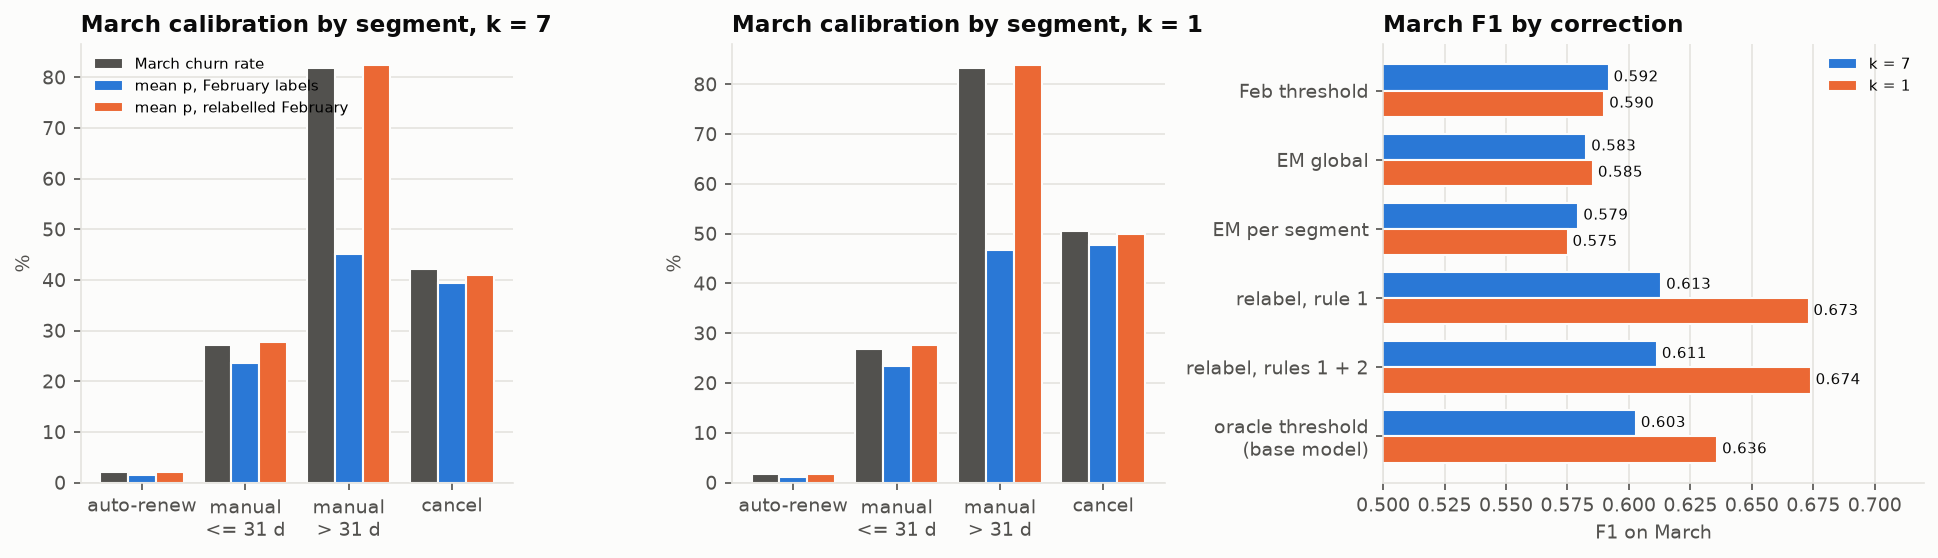 March calibration by segment, k = 7
March churn rate
mean p, February labels
mean p, relabelled February
%
80
70
60
50
40
30
20
10
0
auto-renew
manual
<= 31 d
manual
> 31 d
cancel
March calibration by segment, k = 1
%
80
70
60
50
40
30
20
10
0
auto-renew
manual
<= 31 d
manual
> 31 d
cancel
March F1 by correction
k = 7
k = 1
Feb threshold
0.592
0.590
EM global
0.583
0.585
EM per segment
0.579
0.575
relabel, rule 1
0.613
0.673
relabel, rules 1 + 2
0.611
0.674
oracle threshold
(base model)
0.603
0.636
0.500 0.525 0.550 0.575 0.600 0.625 0.650 0.675 0.700
F1 on March